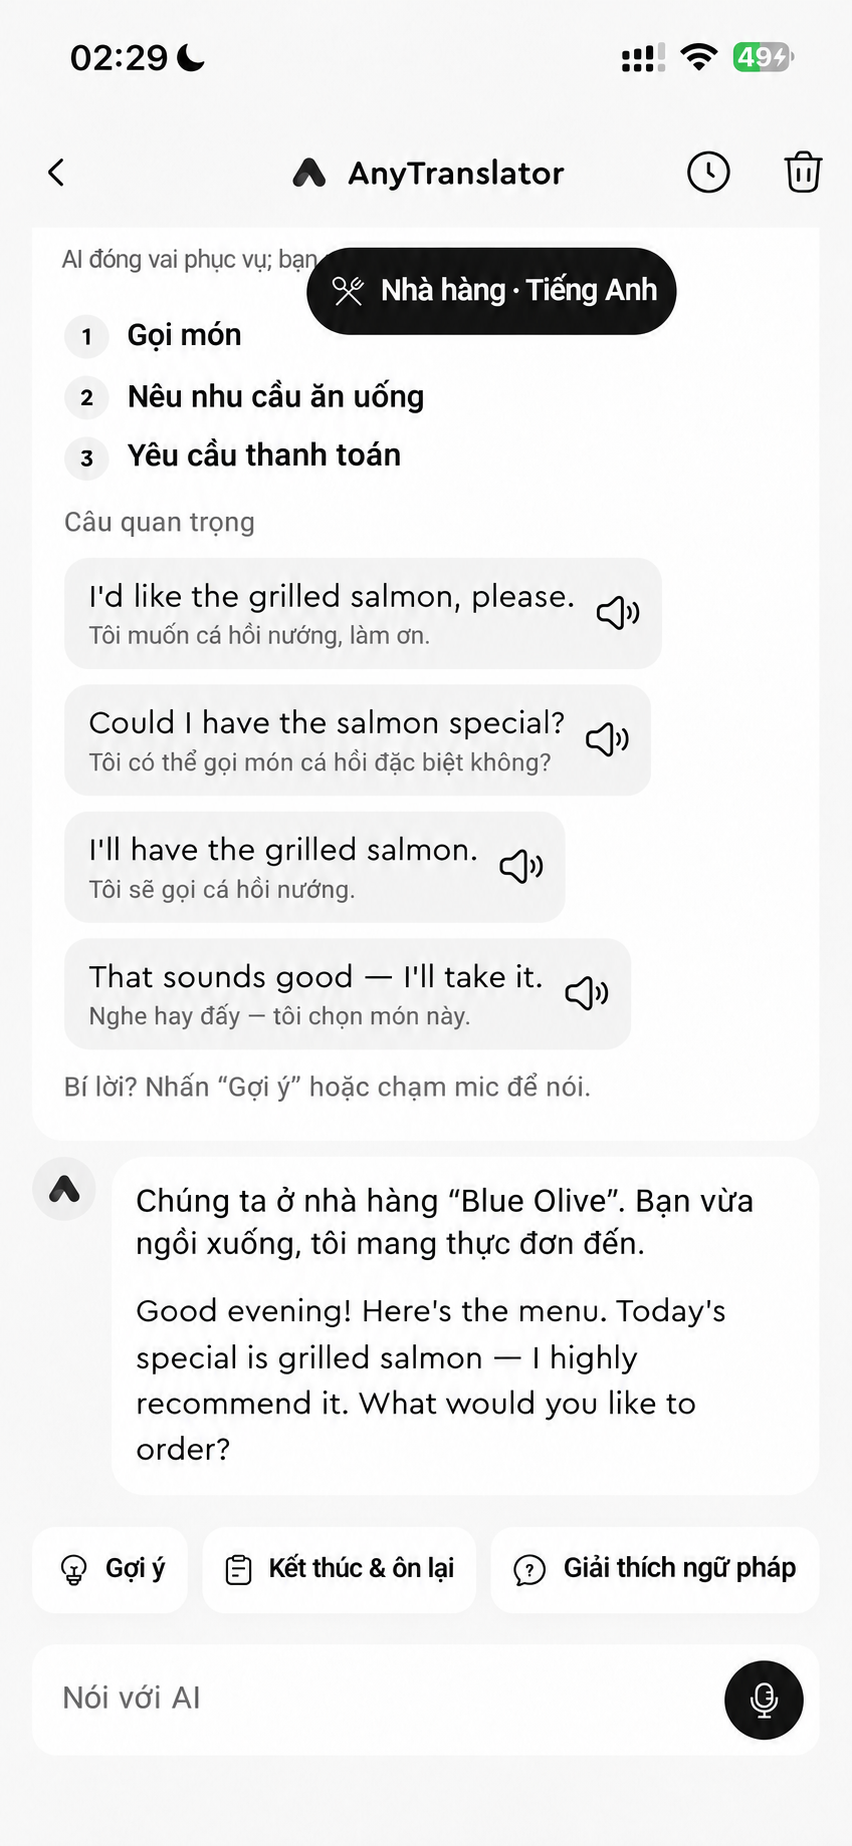 02:29
49
AnyTranslator
AI đóng vai phục vụ; bạn
Nhà hàng · Tiếng Anh
1 Gọi món
2 Nêu nhu cầu ăn uống
3 Yêu cầu thanh toán
Câu quan trọng
I'd like the grilled salmon, please.
Tôi muốn cá hồi nướng, làm ơn.
Could I have the salmon special?
Tôi có thể gọi món cá hồi đặc biệt không?
I'll have the grilled salmon.
Tôi sẽ gọi cá hồi nướng.
That sounds good — I'll take it.
Nghe hay đấy — tôi chọn món này.
Bí lời? Nhấn “Gợi ý” hoặc chạm mic để nói.
Chúng ta ở nhà hàng “Blue Olive”. Bạn vừa
ngồi xuống, tôi mang thực đơn đến.
Good evening! Here's the menu. Today's
special is grilled salmon — I highly
recommend it. What would you like to
order?
Gợi ý
Kết thúc & ôn lại
Giải thích ngữ pháp
Nói với AI